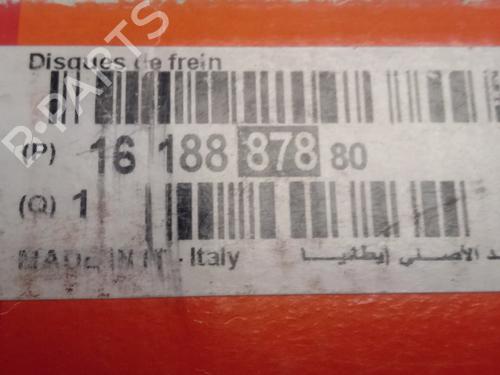 Disques de frein
(P) 16 188 878 80
(Q) 1
MADE IN IT - Italy الأصلي إيطاليا
B-PARTS